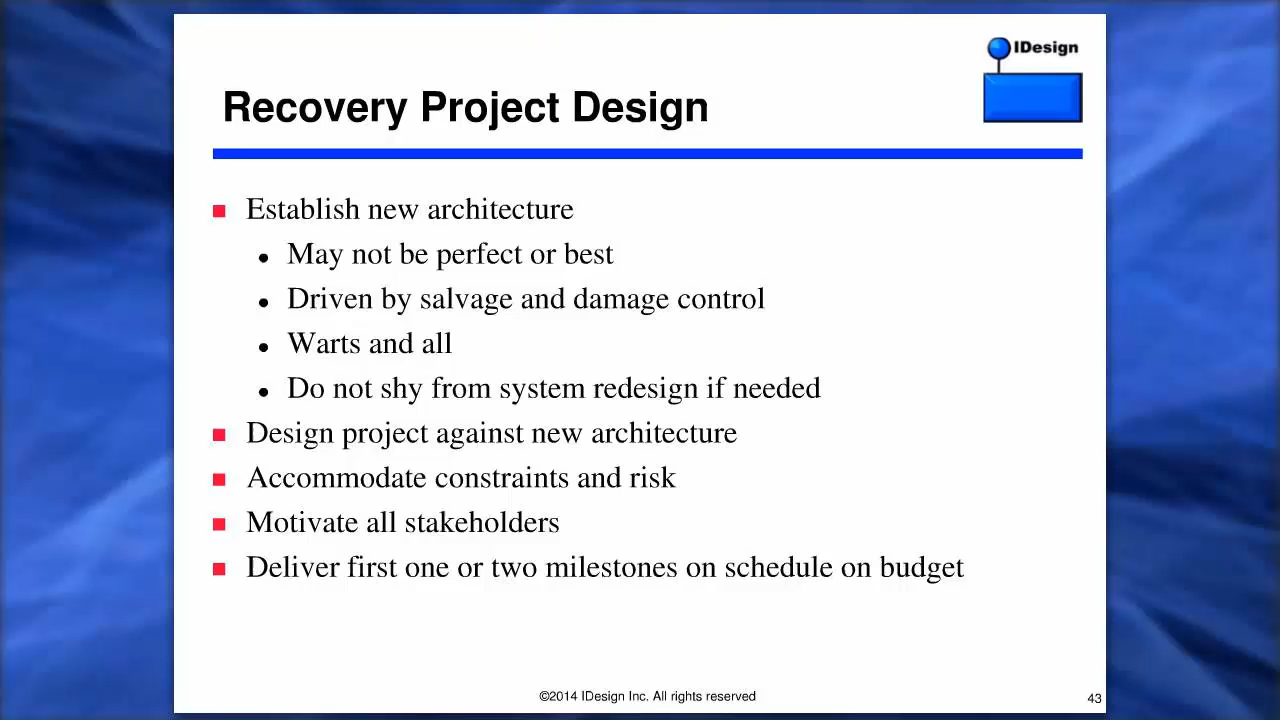 IDesign
Recovery Project Design
Establish new architecture
May not be perfect or best
Driven by salvage and damage control
Warts and all
Do not shy from system redesign if needed
Design project against new architecture
Accommodate constraints and risk
Motivate all stakeholders
Deliver first one or two milestones on schedule on budget
©2014 IDesign Inc. All rights reserved
43